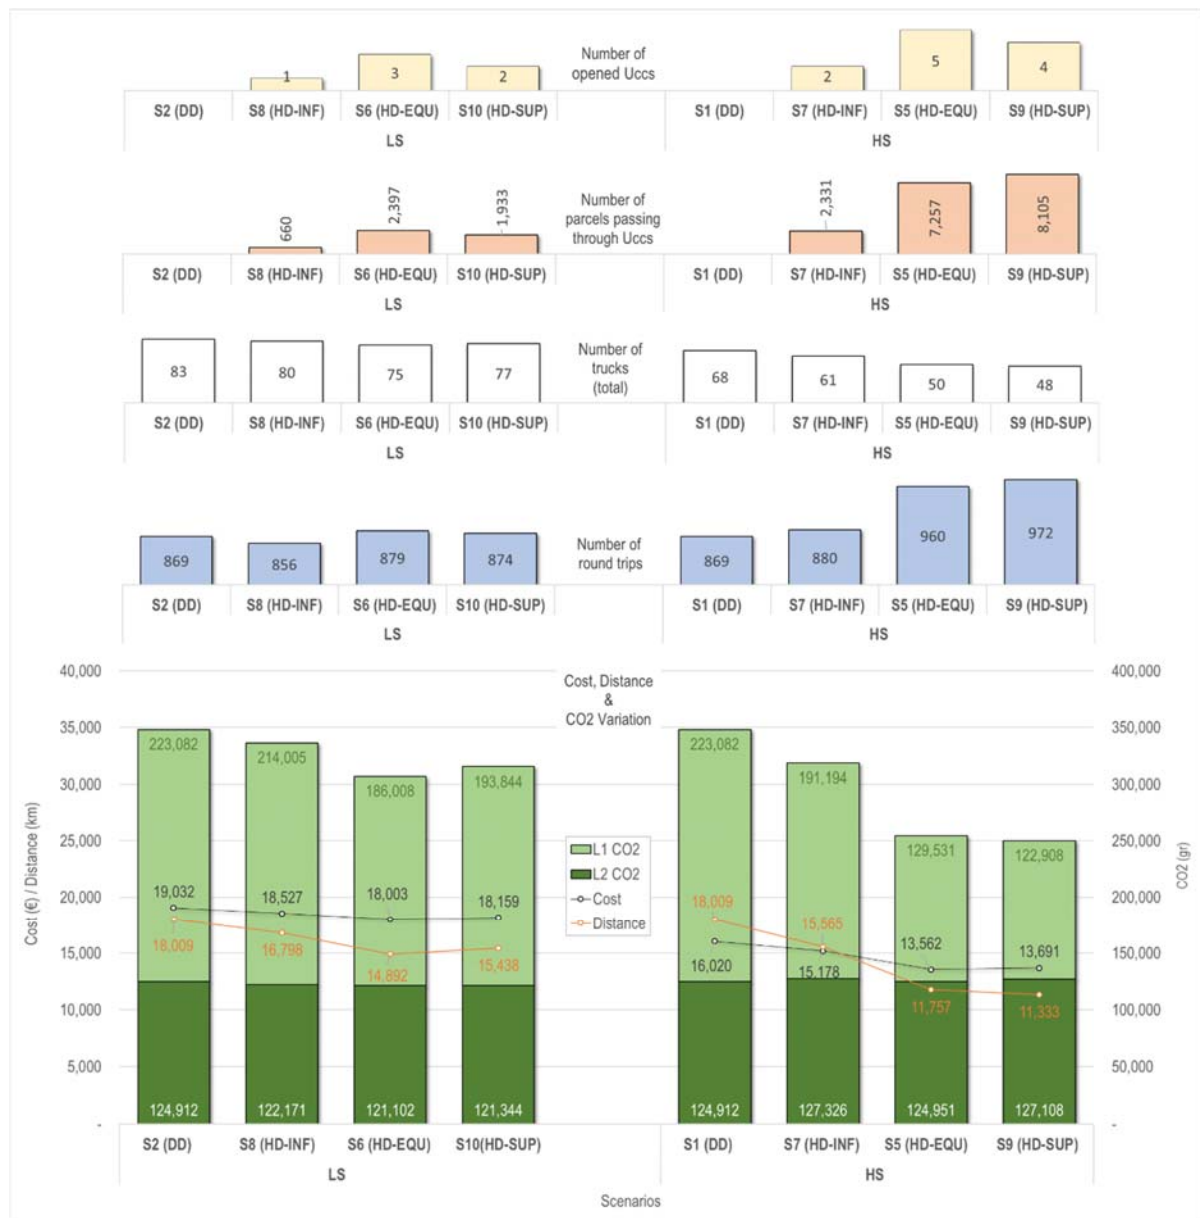 Number of
opened Uccs
1
3
2
2
5
4
S2 (DD) S8 (HD-INF) S6 (HD-EQU) S10 (HD-SUP) S1 (DD) S7 (HD-INF) S5 (HD-EQU) S9 (HD-SUP)
LS HS
Number of
parcels passing
through Uccs
660
2,397
1,933
2,331
7,257
8,105
S2 (DD) S8 (HD-INF) S6 (HD-EQU) S10 (HD-SUP) S1 (DD) S7 (HD-INF) S5 (HD-EQU) S9 (HD-SUP)
LS HS
Number of
trucks
(total)
83 80 75 77 68 61 50 48
S2 (DD) S8 (HD-INF) S6 (HD-EQU) S10 (HD-SUP) S1 (DD) S7 (HD-INF) S5 (HD-EQU) S9 (HD-SUP)
LS HS
Number of
round trips
869 856 879 874 869 880 960 972
S2 (DD) S8 (HD-INF) S6 (HD-EQU) S10 (HD-SUP) S1 (DD) S7 (HD-INF) S5 (HD-EQU) S9 (HD-SUP)
LS HS
Cost, Distance
&
CO2 Variation
Cost (€) / Distance (km)
40,000
35,000
30,000
25,000
20,000
15,000
10,000
5,000
-
223,082 214,005 186,008 193,844 223,082 191,194 129,531 122,908
L1 CO2
L2 CO2
Cost
Distance
19,032 18,527 18,003 18,159
18,009 16,798 14,892 15,438
18,009 15,565 13,562 13,691
16,020 15,178 11,757 11,333
124,912 122,171 121,102 121,344 124,912 127,326 124,951 127,108
400,000
350,000
300,000
250,000
200,000
150,000
100,000
50,000
-
CO2 (gr)
S2 (DD) S8 (HD-INF) S6 (HD-EQU) S10(HD-SUP) S1 (DD) S7 (HD-INF) S5 (HD-EQU) S9 (HD-SUP)
LS HS
Scenarios